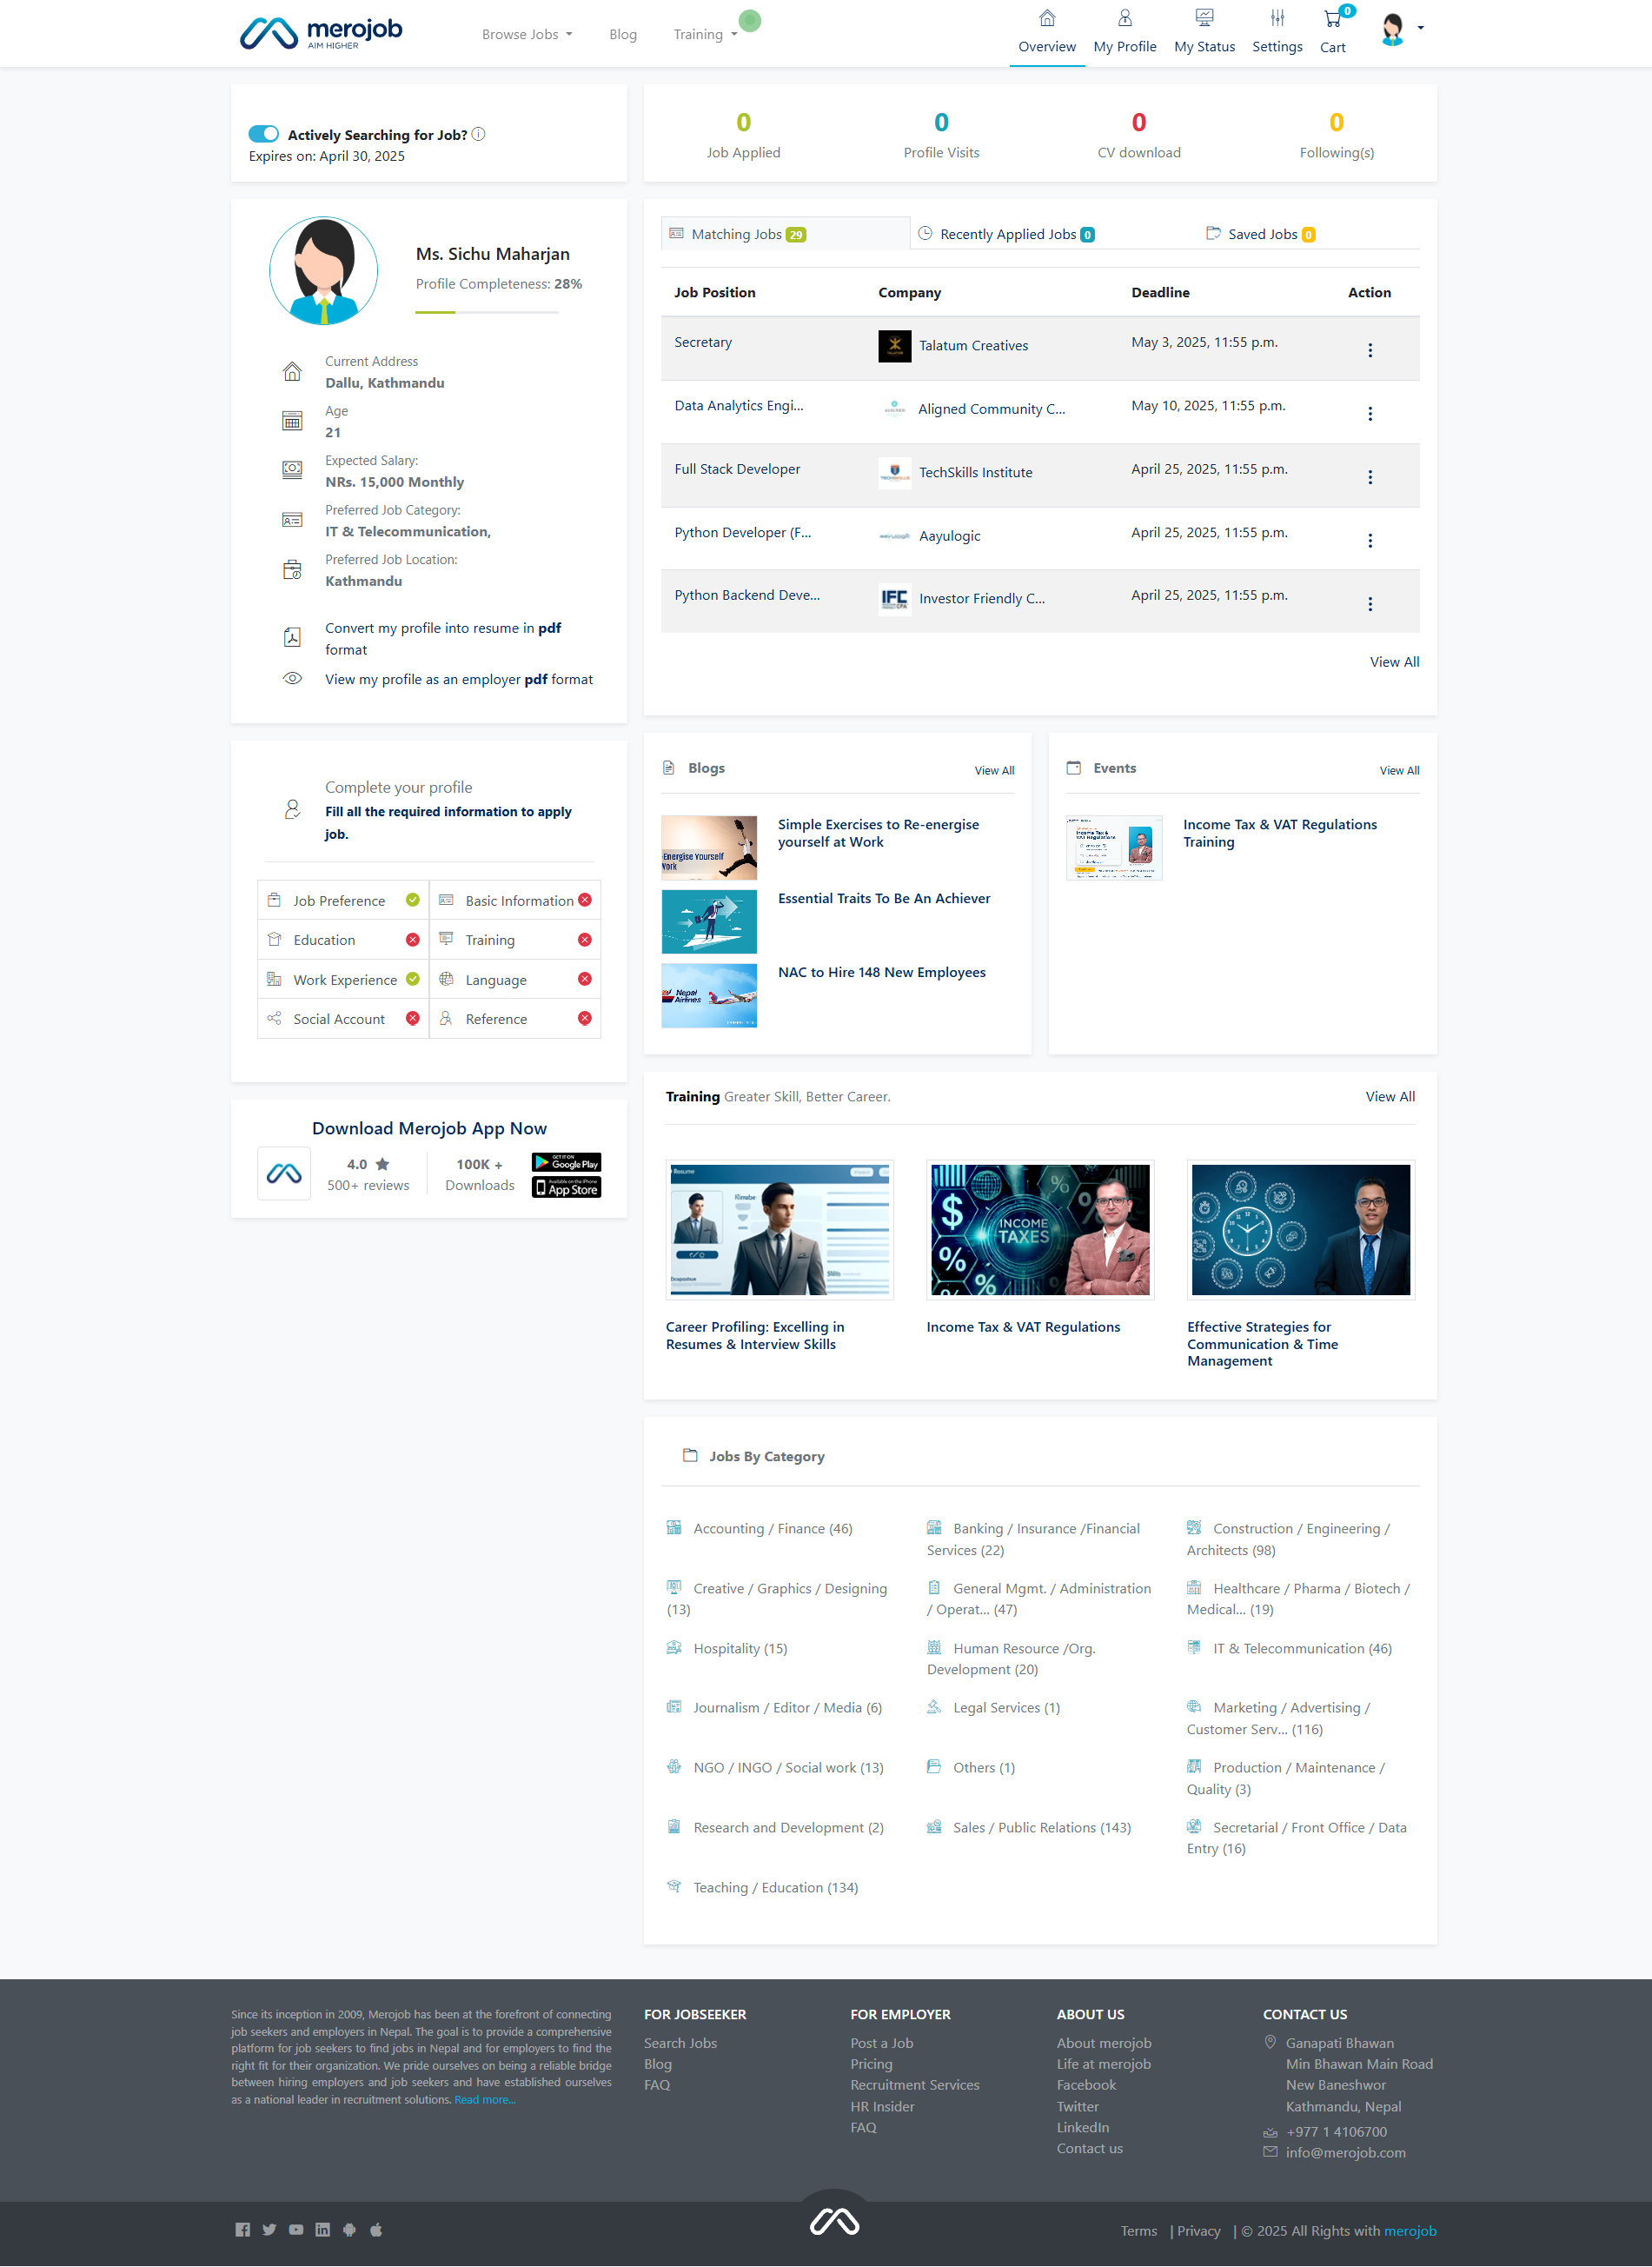 merojob
AIM HIGHER
Browse Jobs
Blog
Training
Overview
My Profile
My Status
Settings
0
Cart
Actively Searching for Job?
Expires on: April 30, 2025
0
Job Applied
0
Profile Visits
0
CV download
0
Following(s)
Ms. Sichu Maharjan
Profile Completeness: 28%
Current Address
Dallu, Kathmandu
Age
21
Expected Salary:
NRs. 15,000 Monthly
Preferred Job Category:
IT & Telecommunication,
Preferred Job Location:
Kathmandu
Convert my profile into resume in pdf
format
View my profile as an employer pdf format
Matching Jobs 29
Recently Applied Jobs 0
Saved Jobs 0
Job Position Company Deadline Action
Secretary TALATUM Talatum Creatives May 3, 2025, 11:55 p.m.
Data Analytics Engi... Aligned Community C... May 10, 2025, 11:55 p.m.
Full Stack Developer TechSkills Institute April 25, 2025, 11:55 p.m.
Python Developer (F... Aayulogic April 25, 2025, 11:55 p.m.
Python Backend Deve... IFC Investor Friendly C... April 25, 2025, 11:55 p.m.
View All
Complete your profile
Fill all the required information to apply
job.
Job Preference Basic Information
Education Training
Work Experience Language
Social Account Reference
Download Merojob App Now
4.0
500+ reviews
100K +
Downloads
GET IT ON
Google Play
Available on the iPhone
App Store
Blogs
View All
-Energise Yourself
Work
Simple Exercises to Re-energise
yourself at Work
Essential Traits To Be An Achiever
Nepal
Airlines
NAC to Hire 148 New Employees
Events
View All
Income Tax &
VAT Regulations
Income Tax & VAT Regulations
Training
Training Greater Skill, Better Career.
View All
Resume
Career Profiling: Excelling in
Resumes & Interview Skills
$
%
INCOME
TAXES
%
%
Income Tax & VAT Regulations
Effective Strategies for
Communication & Time
Management
Jobs By Category
Accounting / Finance (46)
Banking / Insurance /Financial
Services (22)
Construction / Engineering /
Architects (98)
Creative / Graphics / Designing
(13)
General Mgmt. / Administration
/ Operat... (47)
Healthcare / Pharma / Biotech /
Medical... (19)
Hospitality (15)
Human Resource /Org.
Development (20)
IT & Telecommunication (46)
Journalism / Editor / Media (6)
Legal Services (1)
Marketing / Advertising /
Customer Serv... (116)
NGO / INGO / Social work (13)
Others (1)
Production / Maintenance /
Quality (3)
Research and Development (2)
Sales / Public Relations (143)
Secretarial / Front Office / Data
Entry (16)
Teaching / Education (134)
Since its inception in 2009, Merojob has been at the forefront of connecting
job seekers and employers in Nepal. The goal is to provide a comprehensive
platform for job seekers to find jobs in Nepal and for employers to find the
right fit for their organization. We pride ourselves on being a reliable bridge
between hiring employers and job seekers and have established ourselves
as a national leader in recruitment solutions. Read more...
FOR JOBSEEKER
Search Jobs
Blog
FAQ
FOR EMPLOYER
Post a Job
Pricing
Recruitment Services
HR Insider
FAQ
ABOUT US
About merojob
Life at merojob
Facebook
Twitter
LinkedIn
Contact us
CONTACT US
Ganapati Bhawan
Min Bhawan Main Road
New Baneshwor
Kathmandu, Nepal
+977 1 4106700
info@merojob.com
Terms | Privacy | © 2025 All Rights with merojob